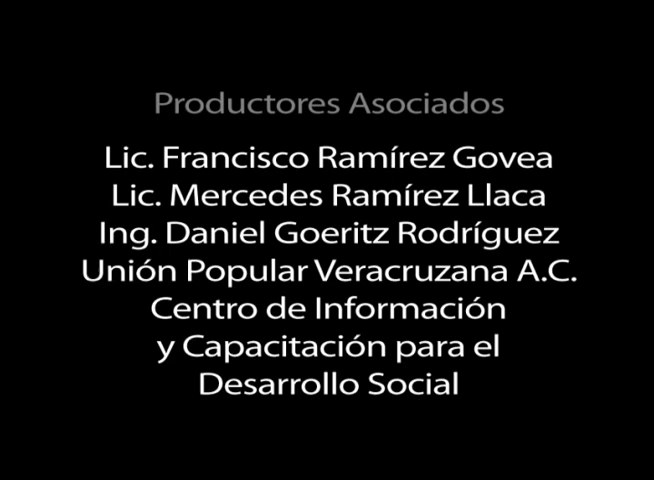 Productores Asociados
Lic. Francisco Ramírez Govea
Lic. Mercedes Ramírez Llaca
Ing. Daniel Goeritz Rodríguez
Unión Popular Veracruzana A.C.
Centro de Información
y Capacitación para el
Desarrollo Social